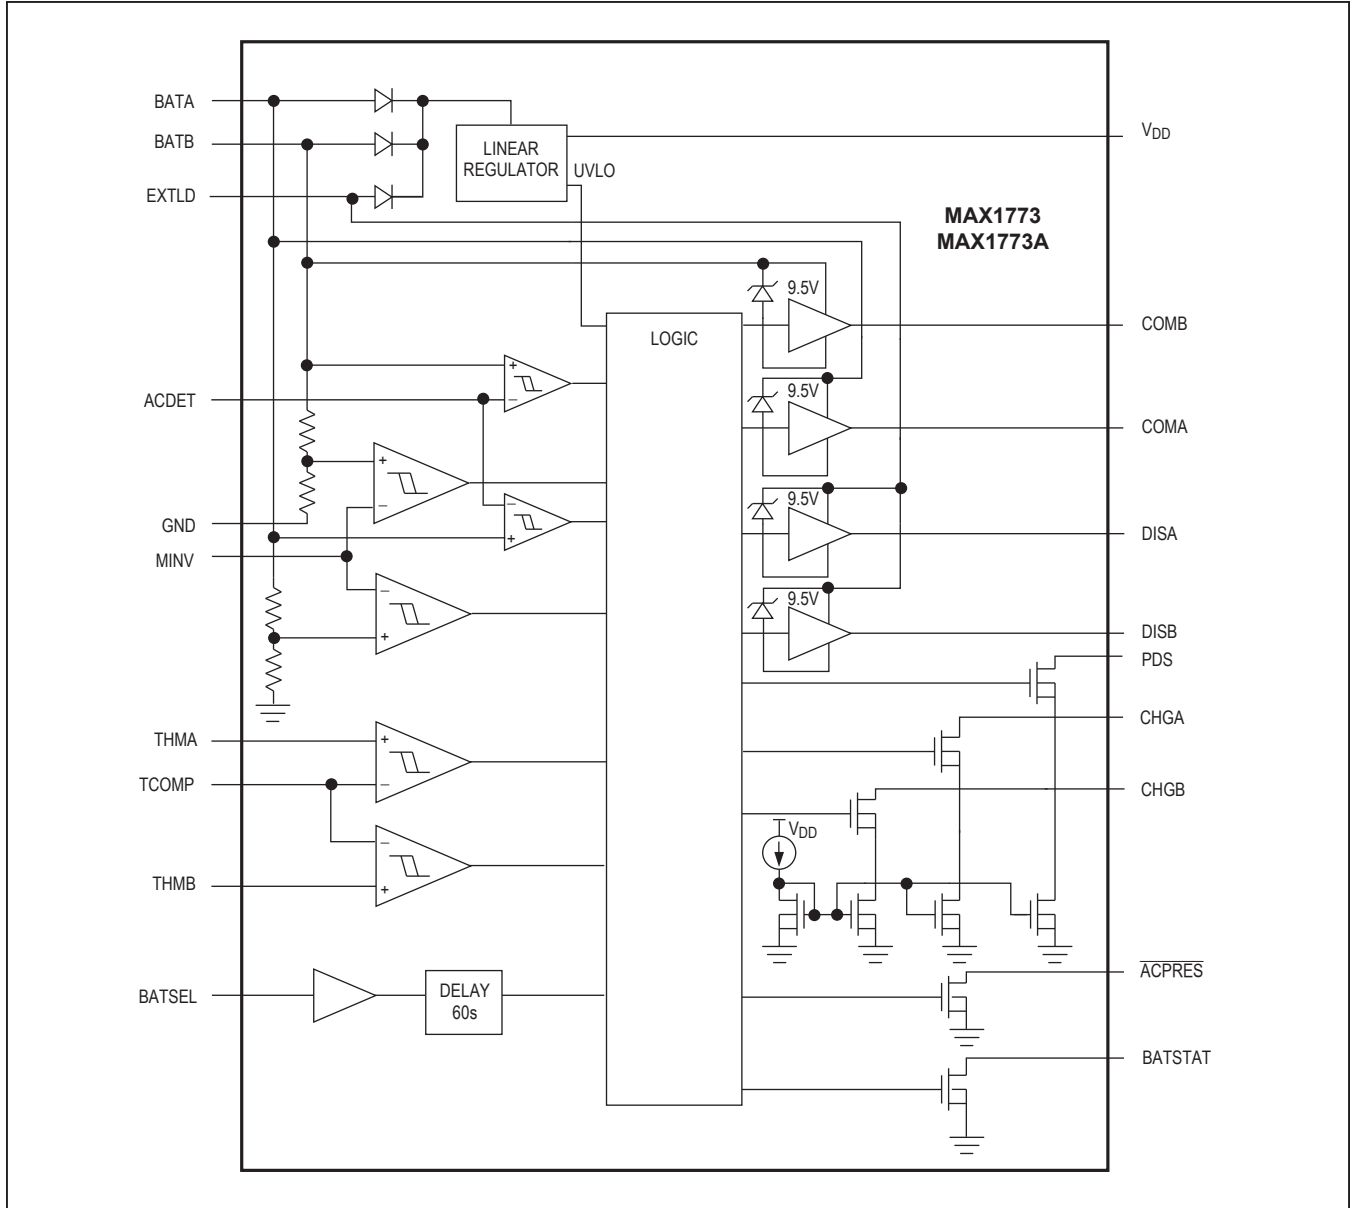 BATA
BATB
EXTLD
LINEAR
REGULATOR
UVLO
VDD
MAX1773
MAX1773A
9.5V
COMB
LOGIC
+
−
ACDET
9.5V
COMA
+
−
GND
−
+
9.5V
DISA
MINV
−
+
9.5V
DISB
PDS
CHGA
THMA
+
−
TCOMP
CHGB
VDD
−
+
THMB
ACPRES
BATSEL
DELAY
60s
BATSTAT